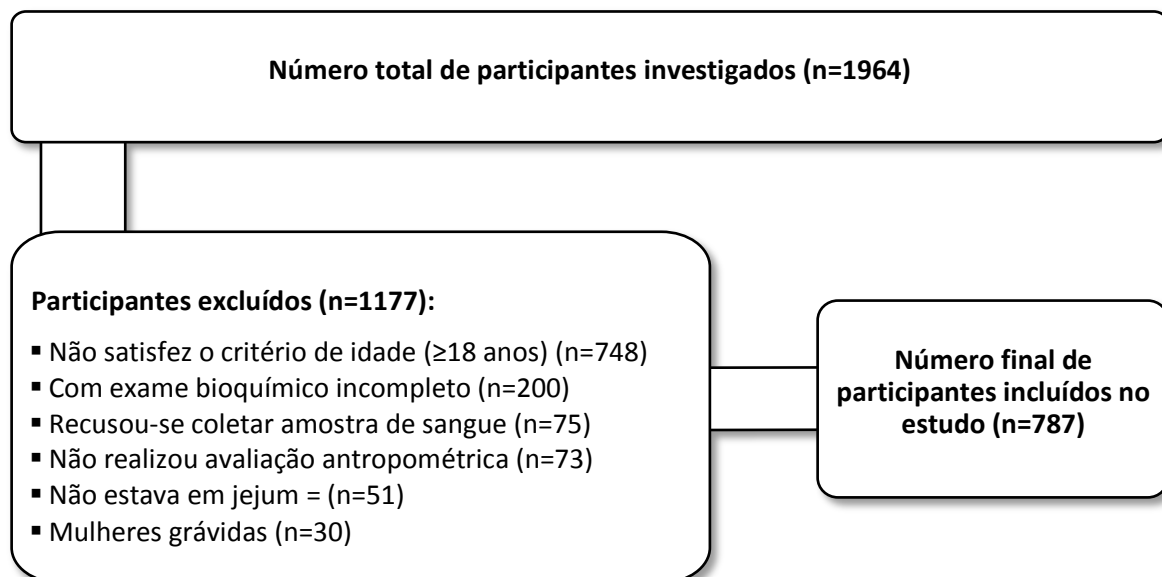 Número total de participantes investigados (n=1964)
Participantes excluídos (n=1177):
▪ Não satisfez o critério de idade (≥18 anos) (n=748)
▪ Com exame bioquímico incompleto (n=200)
▪ Recusou-se coletar amostra de sangue (n=75)
▪ Não realizou avaliação antropométrica (n=73)
▪ Não estava em jejum = (n=51)
▪ Mulheres grávidas (n=30)
Número final de
participantes incluídos no
estudo (n=787)